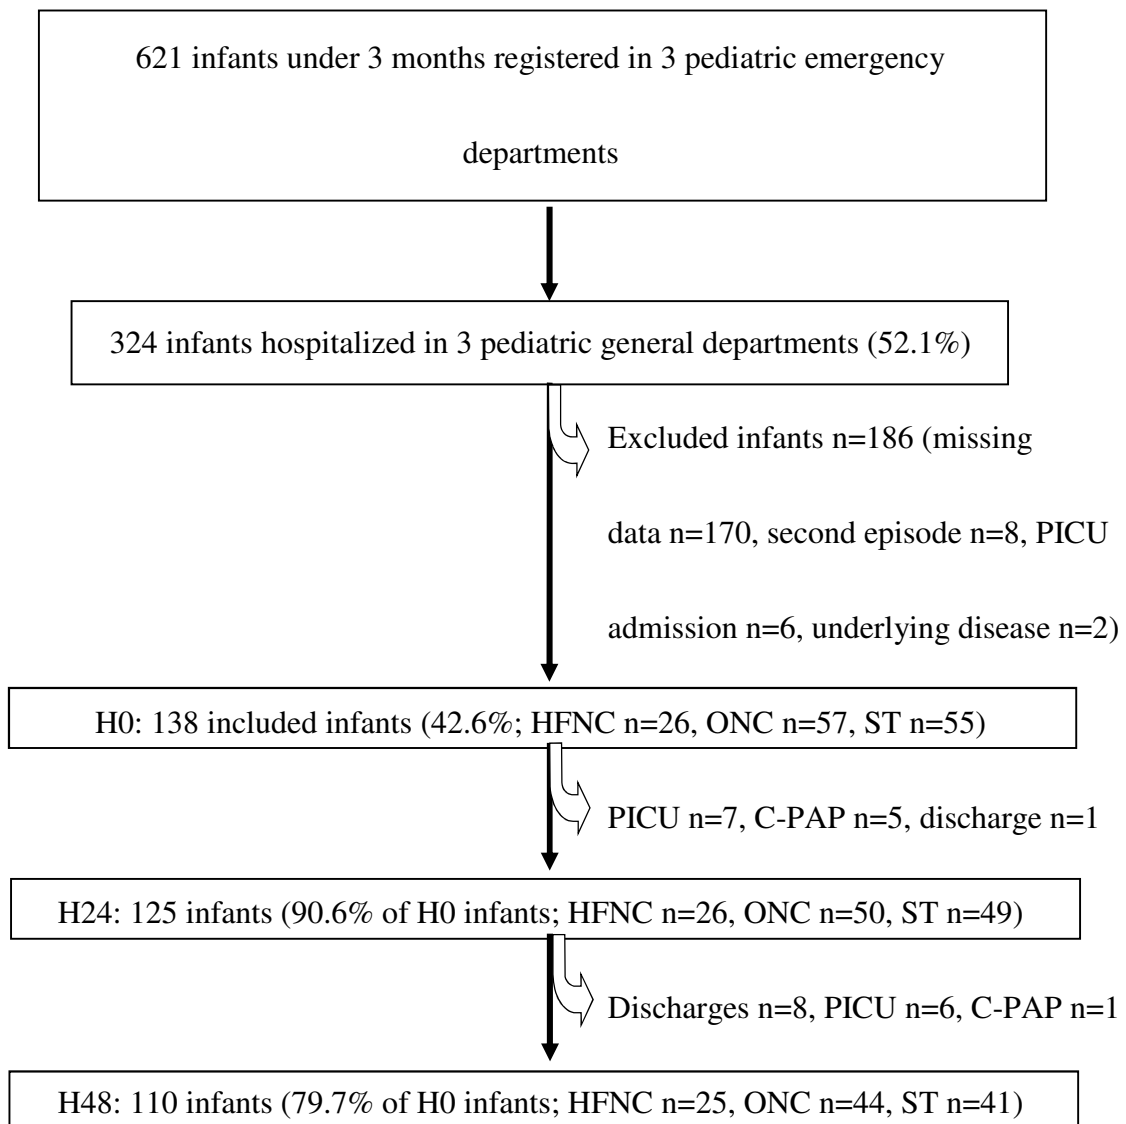 621 infants under 3 months registered in 3 pediatric emergency
departments
324 infants hospitalized in 3 pediatric general departments (52.1%)
Excluded infants n=186 (missing
data n=170, second episode n=8, PICU
admission n=6, underlying disease n=2)
H0: 138 included infants (42.6%; HFNC n=26, ONC n=57, ST n=55)
PICU n=7, C-PAP n=5, discharge n=1
H24: 125 infants (90.6% of H0 infants; HFNC n=26, ONC n=50, ST n=49)
Discharges n=8, PICU n=6, C-PAP n=1
H48: 110 infants (79.7% of H0 infants; HFNC n=25, ONC n=44, ST n=41)